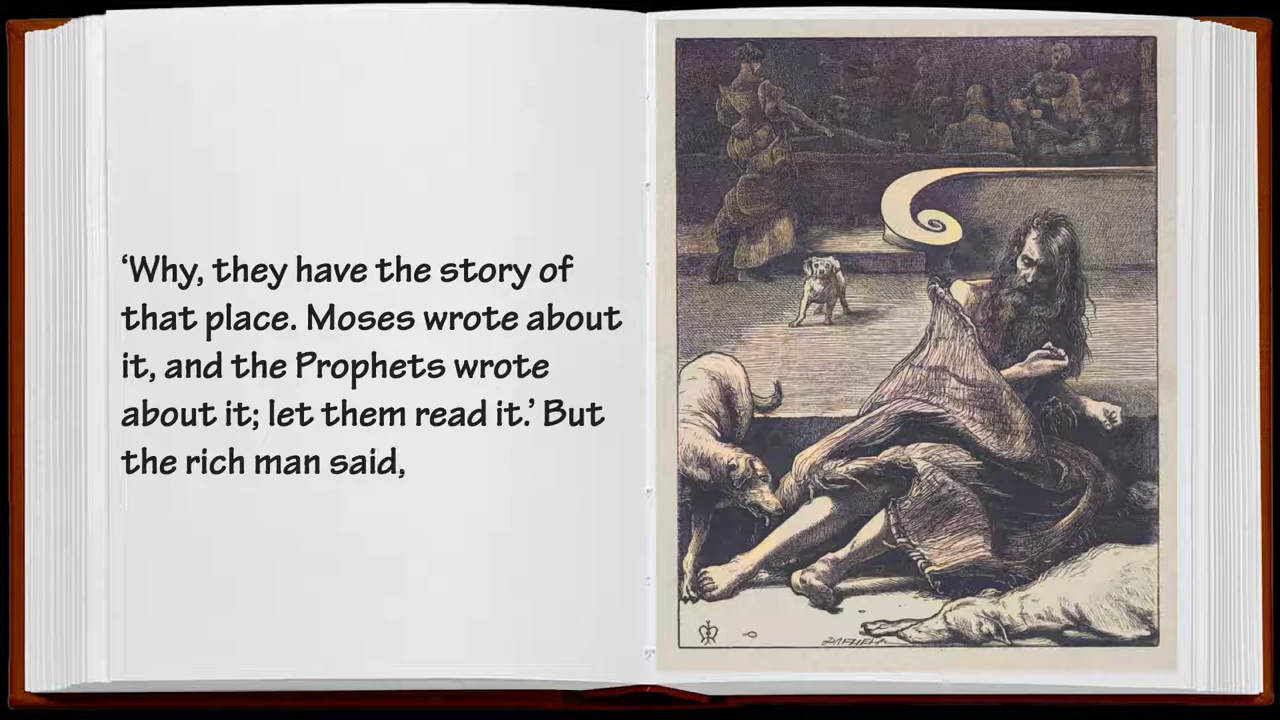 ‘Why, they have the story of
that place. Moses wrote about
it, and the Prophets wrote
about it; let them read it.’ But
the rich man said,
DALZIELS